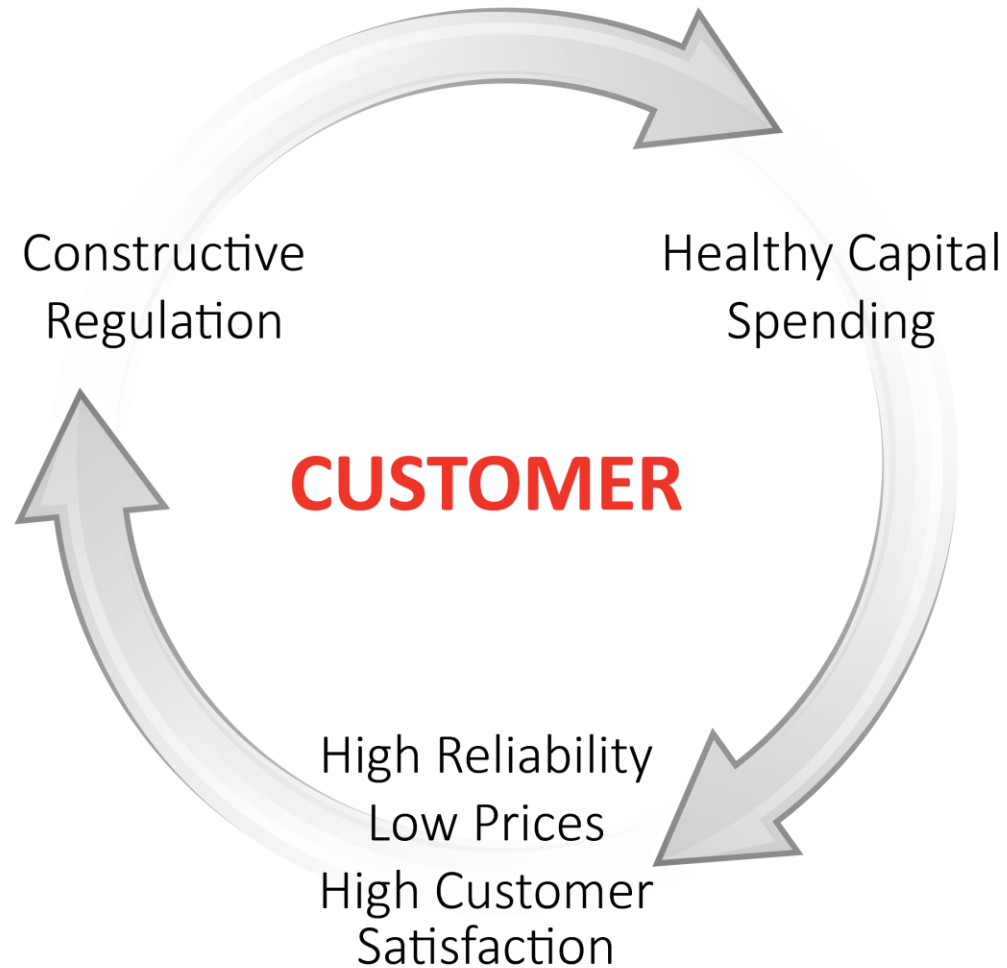 Constructive
Regulation
Healthy Capital
Spending
CUSTOMER
High Reliability
Low Prices
High Customer
Satisfaction